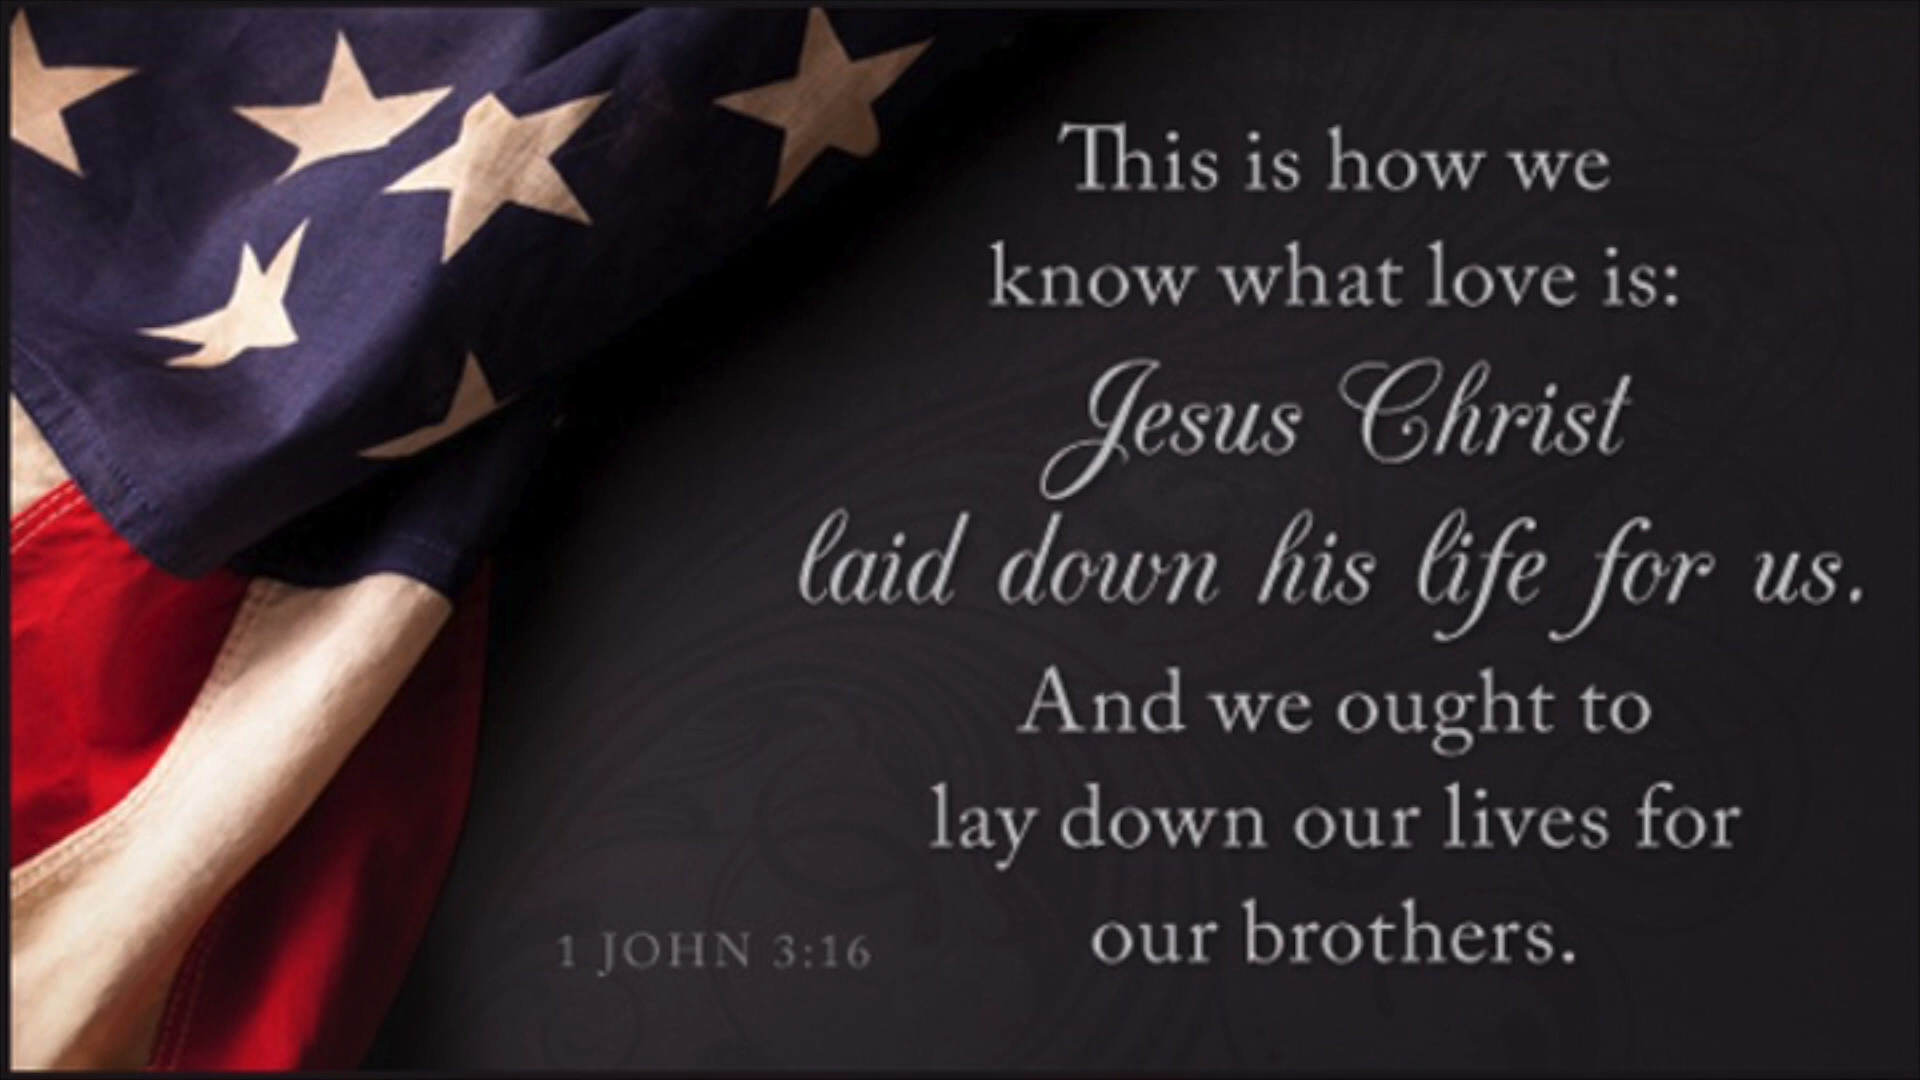 This is how we
know what love is:
Jesus Christ
laid down his life for us.
And we ought to
lay down our lives for
our brothers.
1 JOHN 3:16